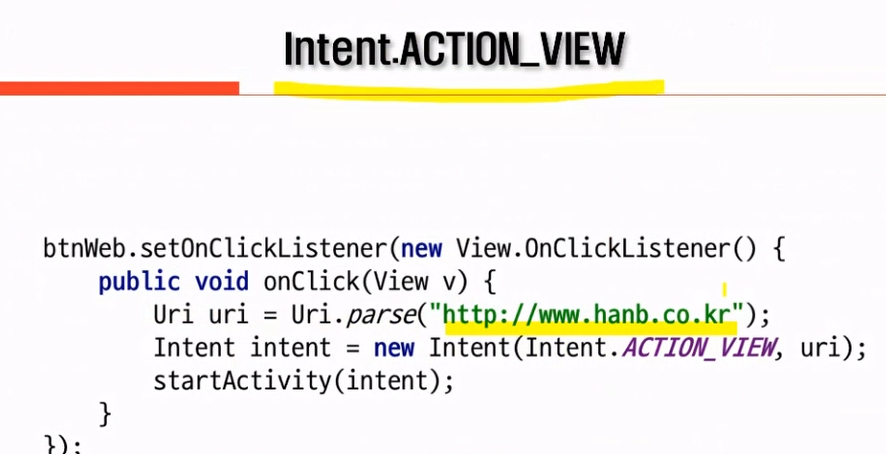 Intent.ACTION_VIEW
btnWeb.setOnClickListener(new View.OnClickListener() {
public void onClick(View v) {
Uri uri = Uri.parse("http://www.hanb.co.kr");
Intent intent = new Intent(Intent.ACTION_VIEW, uri);
startActivity(intent);
}
});